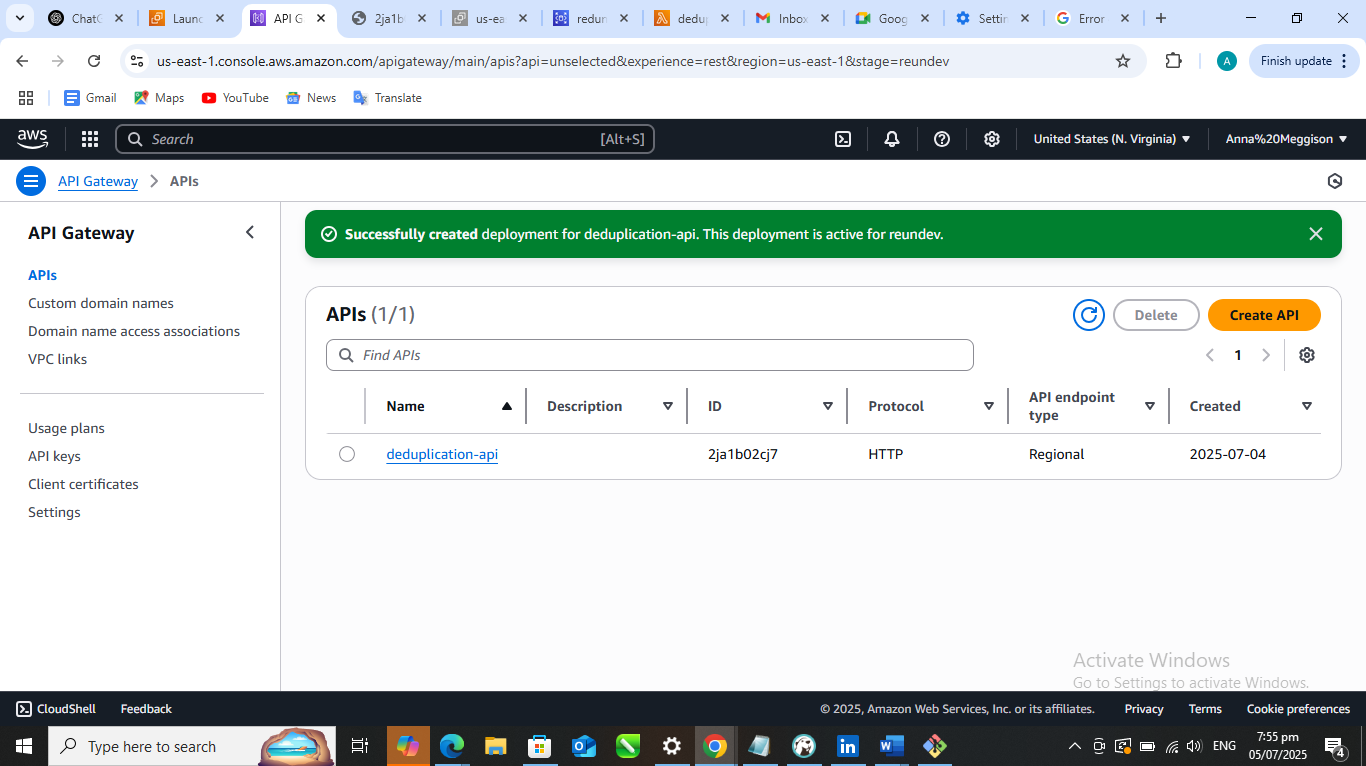 ChatG
Launc
API G
2ja1b
us-ea
redun
dedup
Inbox
Goog
Settin
Error
us-east-1.console.aws.amazon.com/apigateway/main/apis?api=unselected&experience=rest&region=us-east-1&stage=reundev
A
Finish update
Gmail
Maps
YouTube
News
Translate
aws
Search
[Alt+S]
United States (N. Virginia)
Anna%20Meggison
API Gateway
APIs
API Gateway
APIs
Custom domain names
Domain name access associations
VPC links
Usage plans
API keys
Client certificates
Settings
Successfully created deployment for deduplication-api. This deployment is active for reundev.
APIs (1/1)
Delete
Create API
Find APIs
1
Name
Description
ID
Protocol
API endpoint
type
Created
deduplication-api
2ja1b02cj7
HTTP
Regional
2025-07-04
Activate Windows
Go to Settings to activate Windows.
CloudShell
Feedback
© 2025, Amazon Web Services, Inc. or its affiliates.
Privacy
Terms
Cookie preferences
Type here to search
ENG
7:55 pm
05/07/2025
4